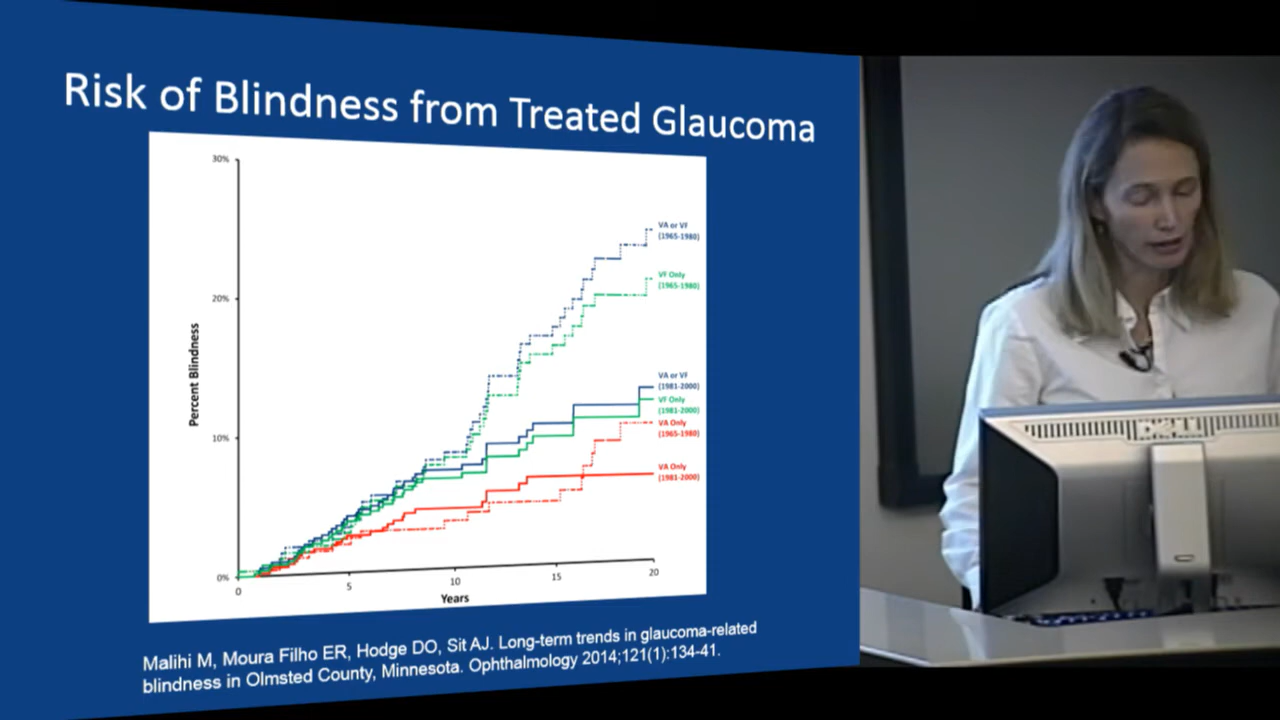 Risk of Blindness from Treated Glaucoma
30%
20%
10%
0%
Percent Blindness
VA or VF
(1965-1980)
VF Only
(1965-1980)
VA or VF
(1981-2000)
VF Only
(1981-2000)
VA Only
(1965-1980)
VA Only
(1981-2000)
0
5
10
15
20
Years
Malihi M, Moura Filho ER, Hodge DO, Sit AJ. Long-term trends in glaucoma-related
blindness in Olmsted County, Minnesota. Ophthalmology 2014;121(1):134-41.